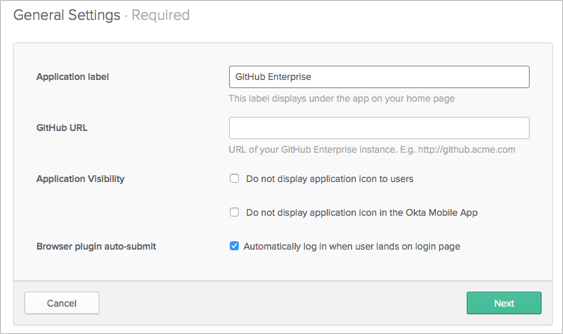 General Settings · Required
Application label
GitHub Enterprise
This label displays under the app on your home page
GitHub URL
URL of your GitHub Enterprise instance. E.g. http://github.acme.com
Application Visibility
Do not display application icon to users
Do not display application icon in the Okta Mobile App
Browser plugin auto-submit
Automatically log in when user lands on login page
Cancel
Next